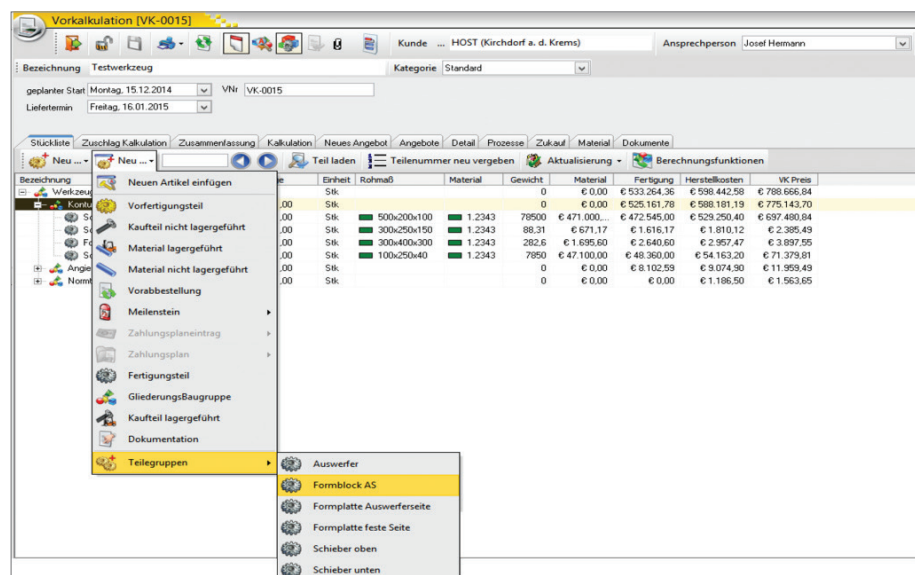 Vorkalkulation [VK-0015]
Kunde ... HOST (Kirchdorf a. d. Krems) Ansprechperson Josef Hermann
Bezeichnung Testwerkzeug Kategorie Standard
geplanter Start Montag, 15.12.2014 VNr VK-0015
Liefertermin Freitag, 16.01.2015
Stückliste Zuschlag Kalkulation Zusammenfassung Kalkulation Neues Angebot Angebote Detail Prozesse Zukauf Material Dokumente
Neu ... Neu ... Teil laden Teilenummer neu vergeben Aktualisierung Berechnungsfunktionen
Bezeichnung Einheit Rohmaß Material Gewicht Material Fertigung Herstellkosten VK Preis
Werkzeug Stk 0 € 0,00 € 533.264,36 € 598.442,58 € 788.666,84
Kontu ,00 Stk 0 € 0,00 € 525.161,78 € 588.181,19 € 775.143,70
,00 Stk 500x200x100 1.2343 78500 € 471.000,... € 472.545,00 € 529.250,40 € 697.480,84
,00 Stk 300x250x150 1.2343 88,31 € 671,17 € 1.616,17 € 1.810,12 € 2.385,49
,00 Stk 300x400x300 1.2343 282,6 € 1.695,60 € 2.640,60 € 2.957,47 € 3.897,55
,00 Stk 100x250x40 1.2343 7850 € 47.100,00 € 48.360,00 € 54.163,20 € 71.379,81
Angie ,00 Stk 0 € 0,00 € 8.102,59 € 9.074,90 € 11.959,49
Normt ,00 Stk 0 € 0,00 € 0,00 € 1.186,50 € 1.563,65
Neuen Artikel einfügen
Vorfertigungsteil
Kaufteil nicht lagergeführt
Material lagergeführt
Material nicht lagergeführt
Vorabbestellung
Meilenstein
Zahlungsplaneintrag
Zahlungsplan
Fertigungsteil
GliederungsBaugruppe
Kaufteil lagergeführt
Dokumentation
Teilegruppen
Auswerfer
Formblock AS
Formplatte Auswerferseite
Formplatte feste Seite
Schieber oben
Schieber unten